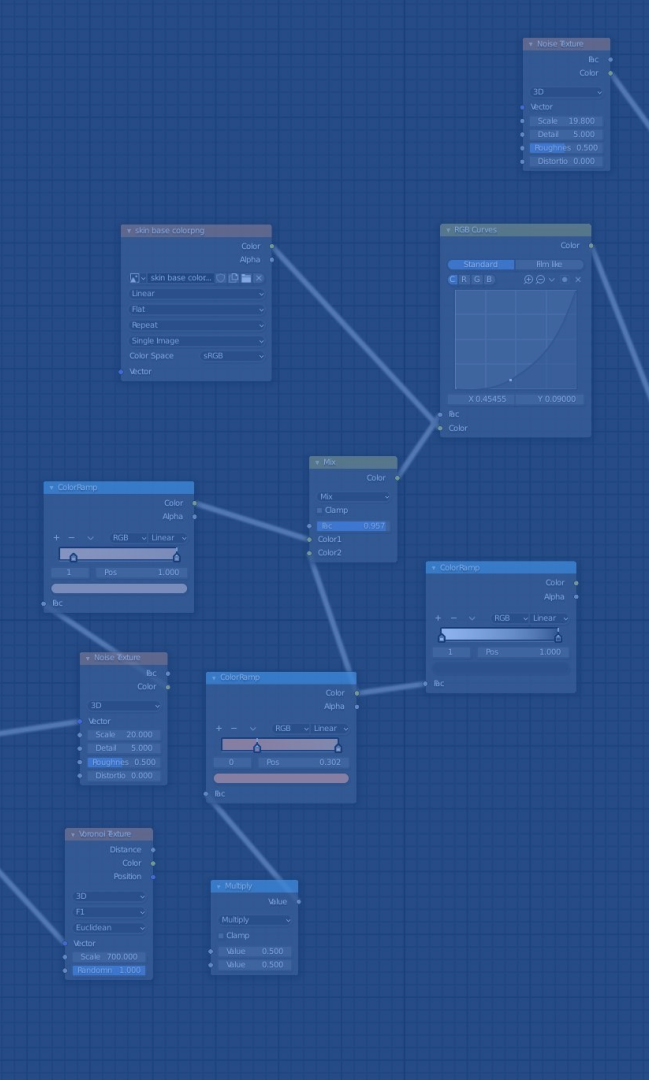 Noise Texture
Fac
Color
3D
Vector
Scale 19.800
Detail 5.000
Roughnes 0.500
Distortio 0.000
skin base colorpng
Color
Alpha
skin base color...
Linear
Flat
Repeat
Single Image
Color Space sRGB
Vector
RGB Curves
Color
Standard Film like
C R G B
X 0.45455 Y 0.09000
Fac
Color
Mix
Color
Mix
Clamp
Fac 0.957
Color1
Color2
ColorRamp
Color
Alpha
+ − RGB Linear
1 Pos 1.000
Fac
ColorRamp
Color
Alpha
+ − RGB Linear
1 Pos 1.000
Fac
Noise Texture
Fac
Color
3D
Vector
Scale 20.000
Detail 5.000
Roughnes 0.500
Distortio 0.000
ColorRamp
Color
Alpha
+ − RGB Linear
0 Pos 0.302
Fac
Voronoi Texture
Distance
Color
Position
3D
F1
Euclidean
Vector
Scale 700.000
Randomn 1.000
Multiply
Value
Multiply
Clamp
Value 0.500
Value 0.500